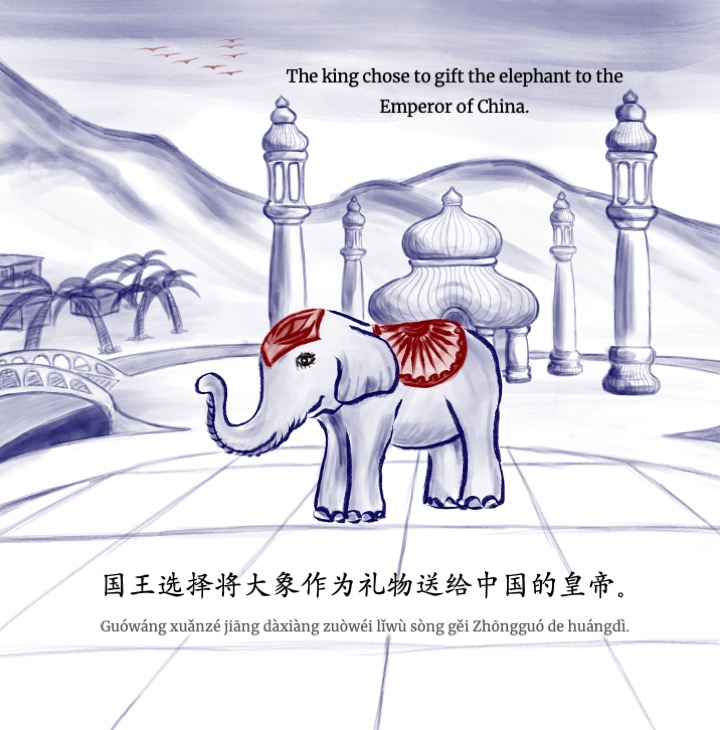 The king chose to gift the elephant to the
Emperor of China.
国王选择将大象作为礼物送给中国的皇帝。
Guówáng xuǎnzé jiāng dàxiàng zuòwéi lǐwù sòng gěi Zhōngguó de huángdì.